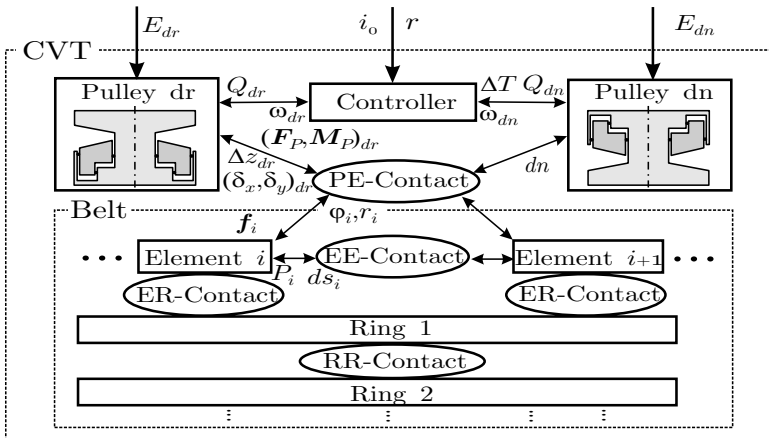 E_dr i_o r E_dn
CVT
Pulley dr Q_dr Controller ΔT Q_dn Pulley dn
ω_dr ω_dn
(F_P,M_P)_dr
Δz_dr dn
(δ_x,δ_y)_dr PE-Contact
Belt
f_i φ_i,r_i
... Element i EE-Contact Element i+1 ...
P_i ds_i
ER-Contact ER-Contact
Ring 1
RR-Contact
Ring 2